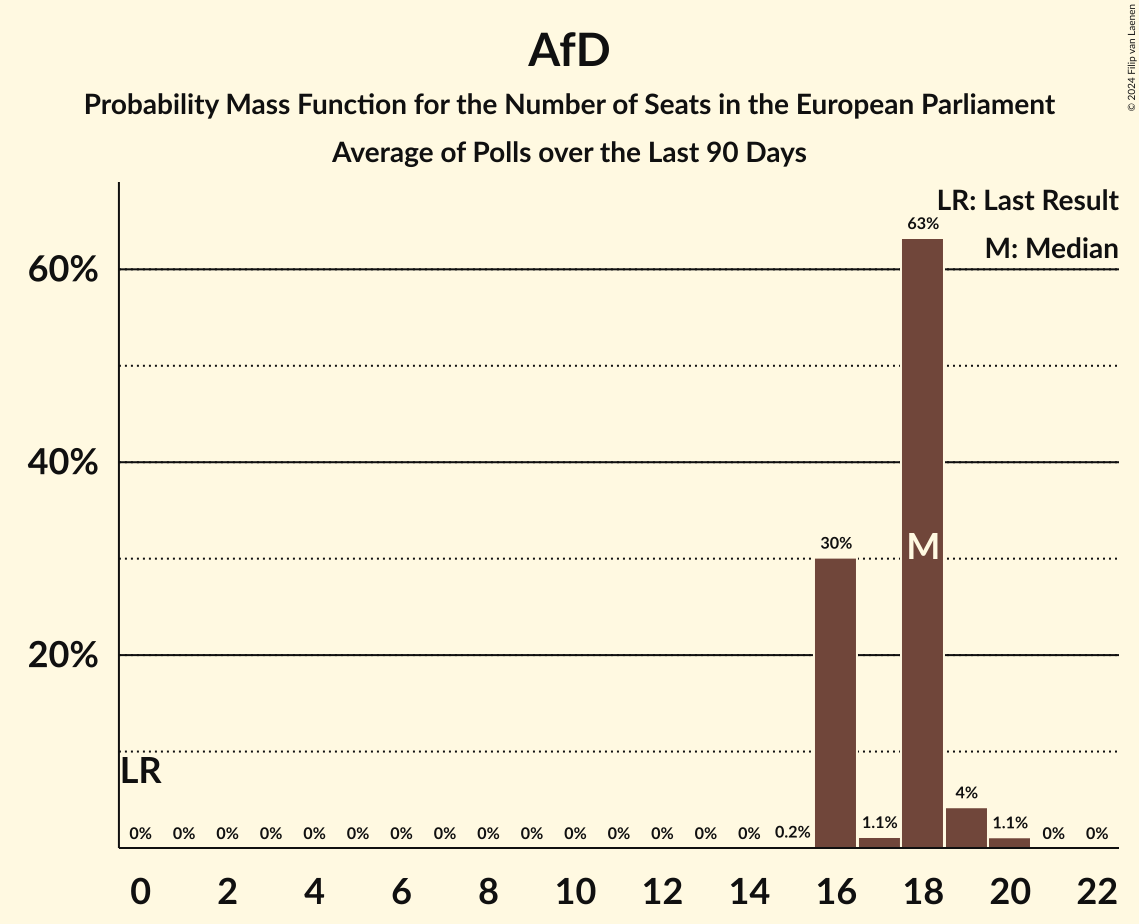 AfD
Probability Mass Function for the Number of Seats in the European Parliament
Average of Polls over the Last 90 Days
© 2024 Filip van Laenen
LR: Last Result
M: Median
60%
40%
20%
63%
30%
M
LR
0% 0% 0% 0% 0% 0% 0% 0% 0% 0% 0% 0% 0% 0% 0% 0.2% 1.1% 4% 1.1% 0% 0%
0 2 4 6 8 10 12 14 16 18 20 22